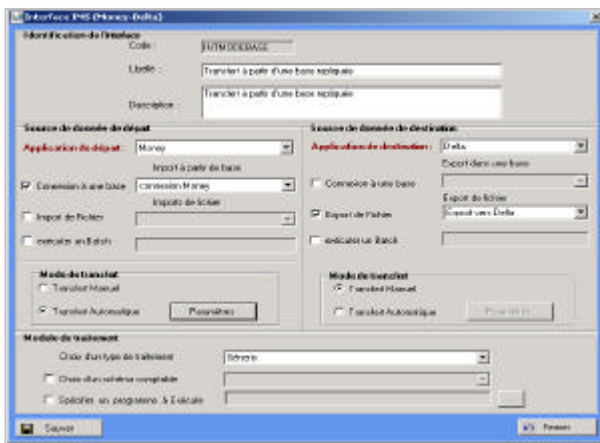 Interface IMS (Money-Delta)
Identification de l'interface
Code :
Libellé : Transfert à partir d'une base répliquée
Description : Transfert à partir d'une base répliquée
Source de donnée de départ
Application de départ : Money
Import à partir de base
Connexion à une base connexion Money
Imports de fichier
Import de Fichier
exécuter un Batch
Mode de transfert
Transfert Manuel
Transfert Automatique Paramètres
Source de donnée de destination
Application de destination : Delta
Export dans une base
Connexion à une base
Export de fichier
Export de Fichier Export vers Delta
exécuter un Batch
Mode de transfert
Transfert Manuel
Transfert Automatique Paramètres
Module de traitement
Choix d'un type de traitement Générer
Choix d'un schéma comptable
Spécifier un programme à Exécuter
Sauver
Fermer